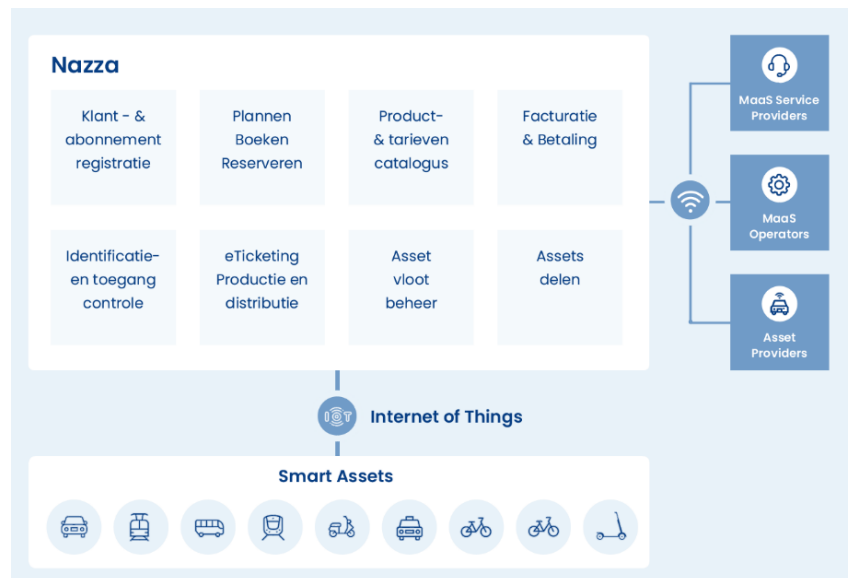 Nazza
Klant - &
abonnement
registratie
Plannen
Boeken
Reserveren
Product-
& tarieven
catalogus
Facturatie
& Betaling
Identificatie-
en toegang
controle
eTicketing
Productie en
distributie
Asset
vloot
beheer
Assets
delen
MaaS Service
Providers
MaaS
Operators
Asset
Providers
IOT
Internet of Things
Smart Assets